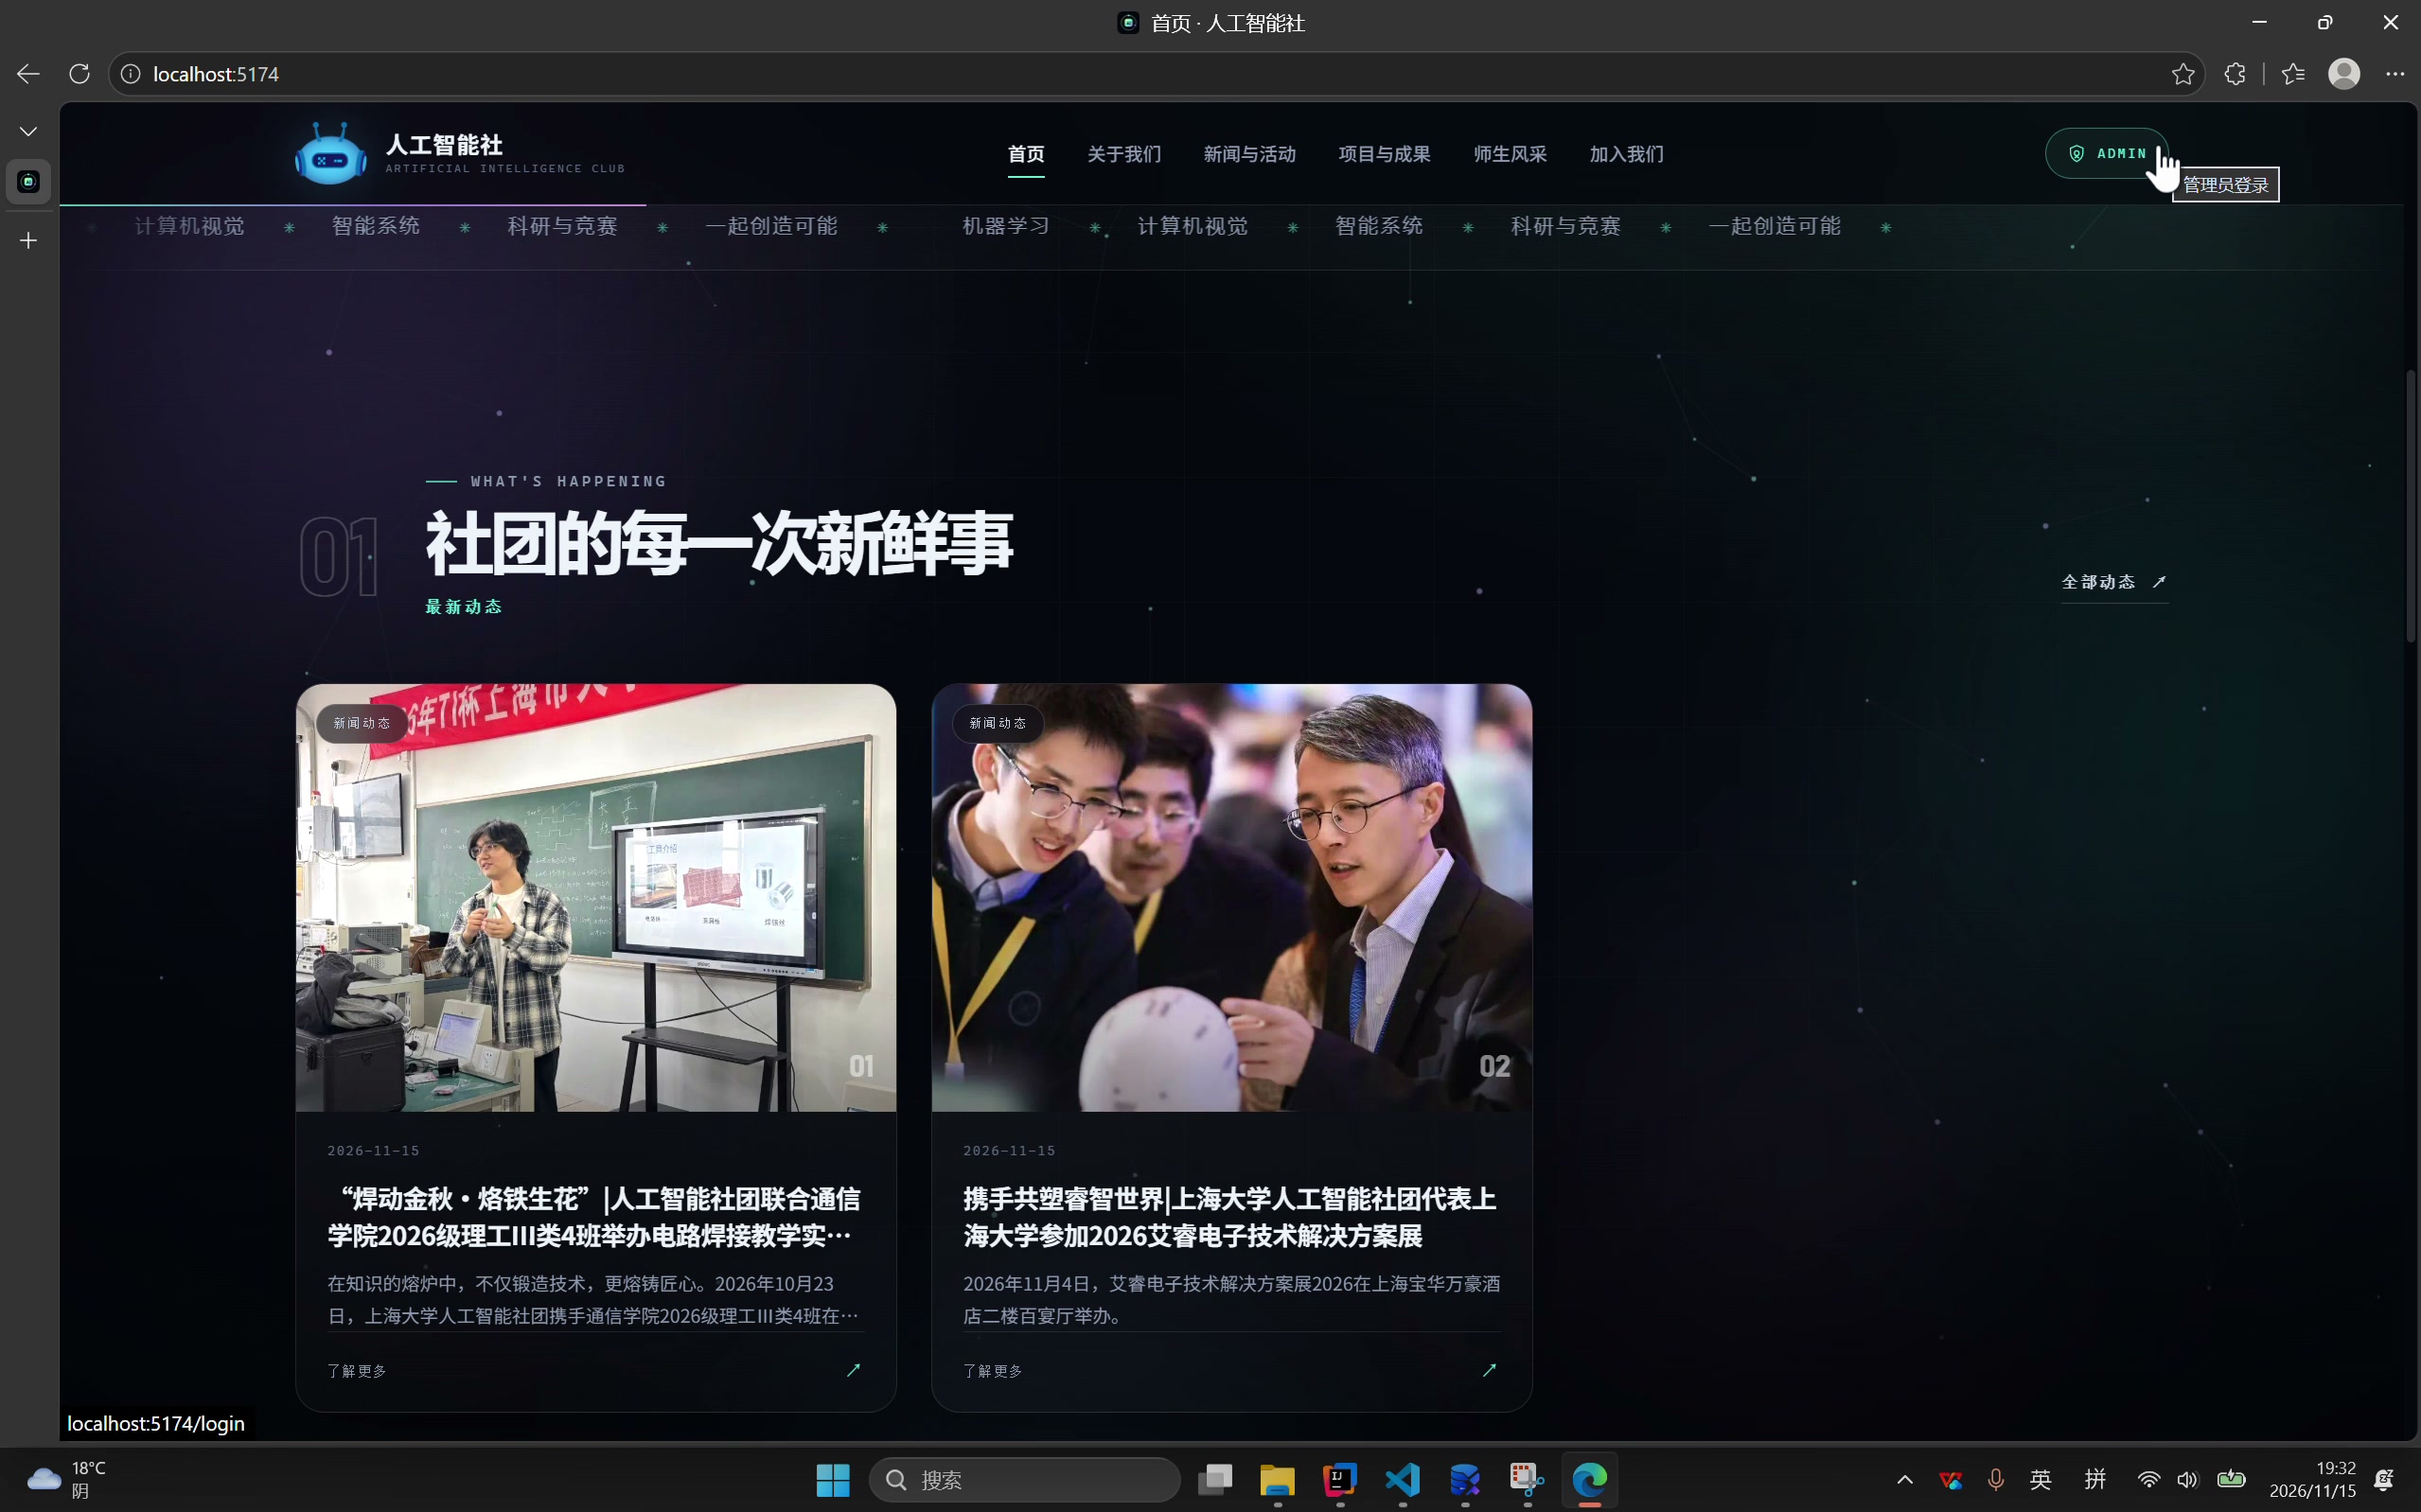 首页 · 人工智能社
localhost:5174
人工智能社
ARTIFICIAL INTELLIGENCE CLUB
首页
关于我们
新闻与活动
项目与成果
师生风采
加入我们
ADMIN
管理员登录
计算机视觉 * 智能系统 * 科研与竞赛 * 一起创造可能 * 机器学习 * 计算机视觉 * 智能系统 * 科研与竞赛 * 一起创造可能 *
WHAT'S HAPPENING
01
社团的每一次新鲜事
最新动态
全部动态
新闻动态
6年TI杯上海市大
工具介绍
01
2026-11-15
“焊动金秋·烙铁生花”|人工智能社团联合通信
学院2026级理工III类4班举办电路焊接教学实…
在知识的熔炉中，不仅锻造技术，更熔铸匠心。2026年10月23
日，上海大学人工智能社团携手通信学院2026级理工III类4班在…
了解更多
新闻动态
02
2026-11-15
携手共塑睿智世界|上海大学人工智能社团代表上
海大学参加2026艾睿电子技术解决方案展
2026年11月4日，艾睿电子技术解决方案展2026在上海宝华万豪酒
店二楼百宴厅举办。
了解更多
localhost:5174/login
18°C
阴
搜索
英
拼
19:32
2026/11/15